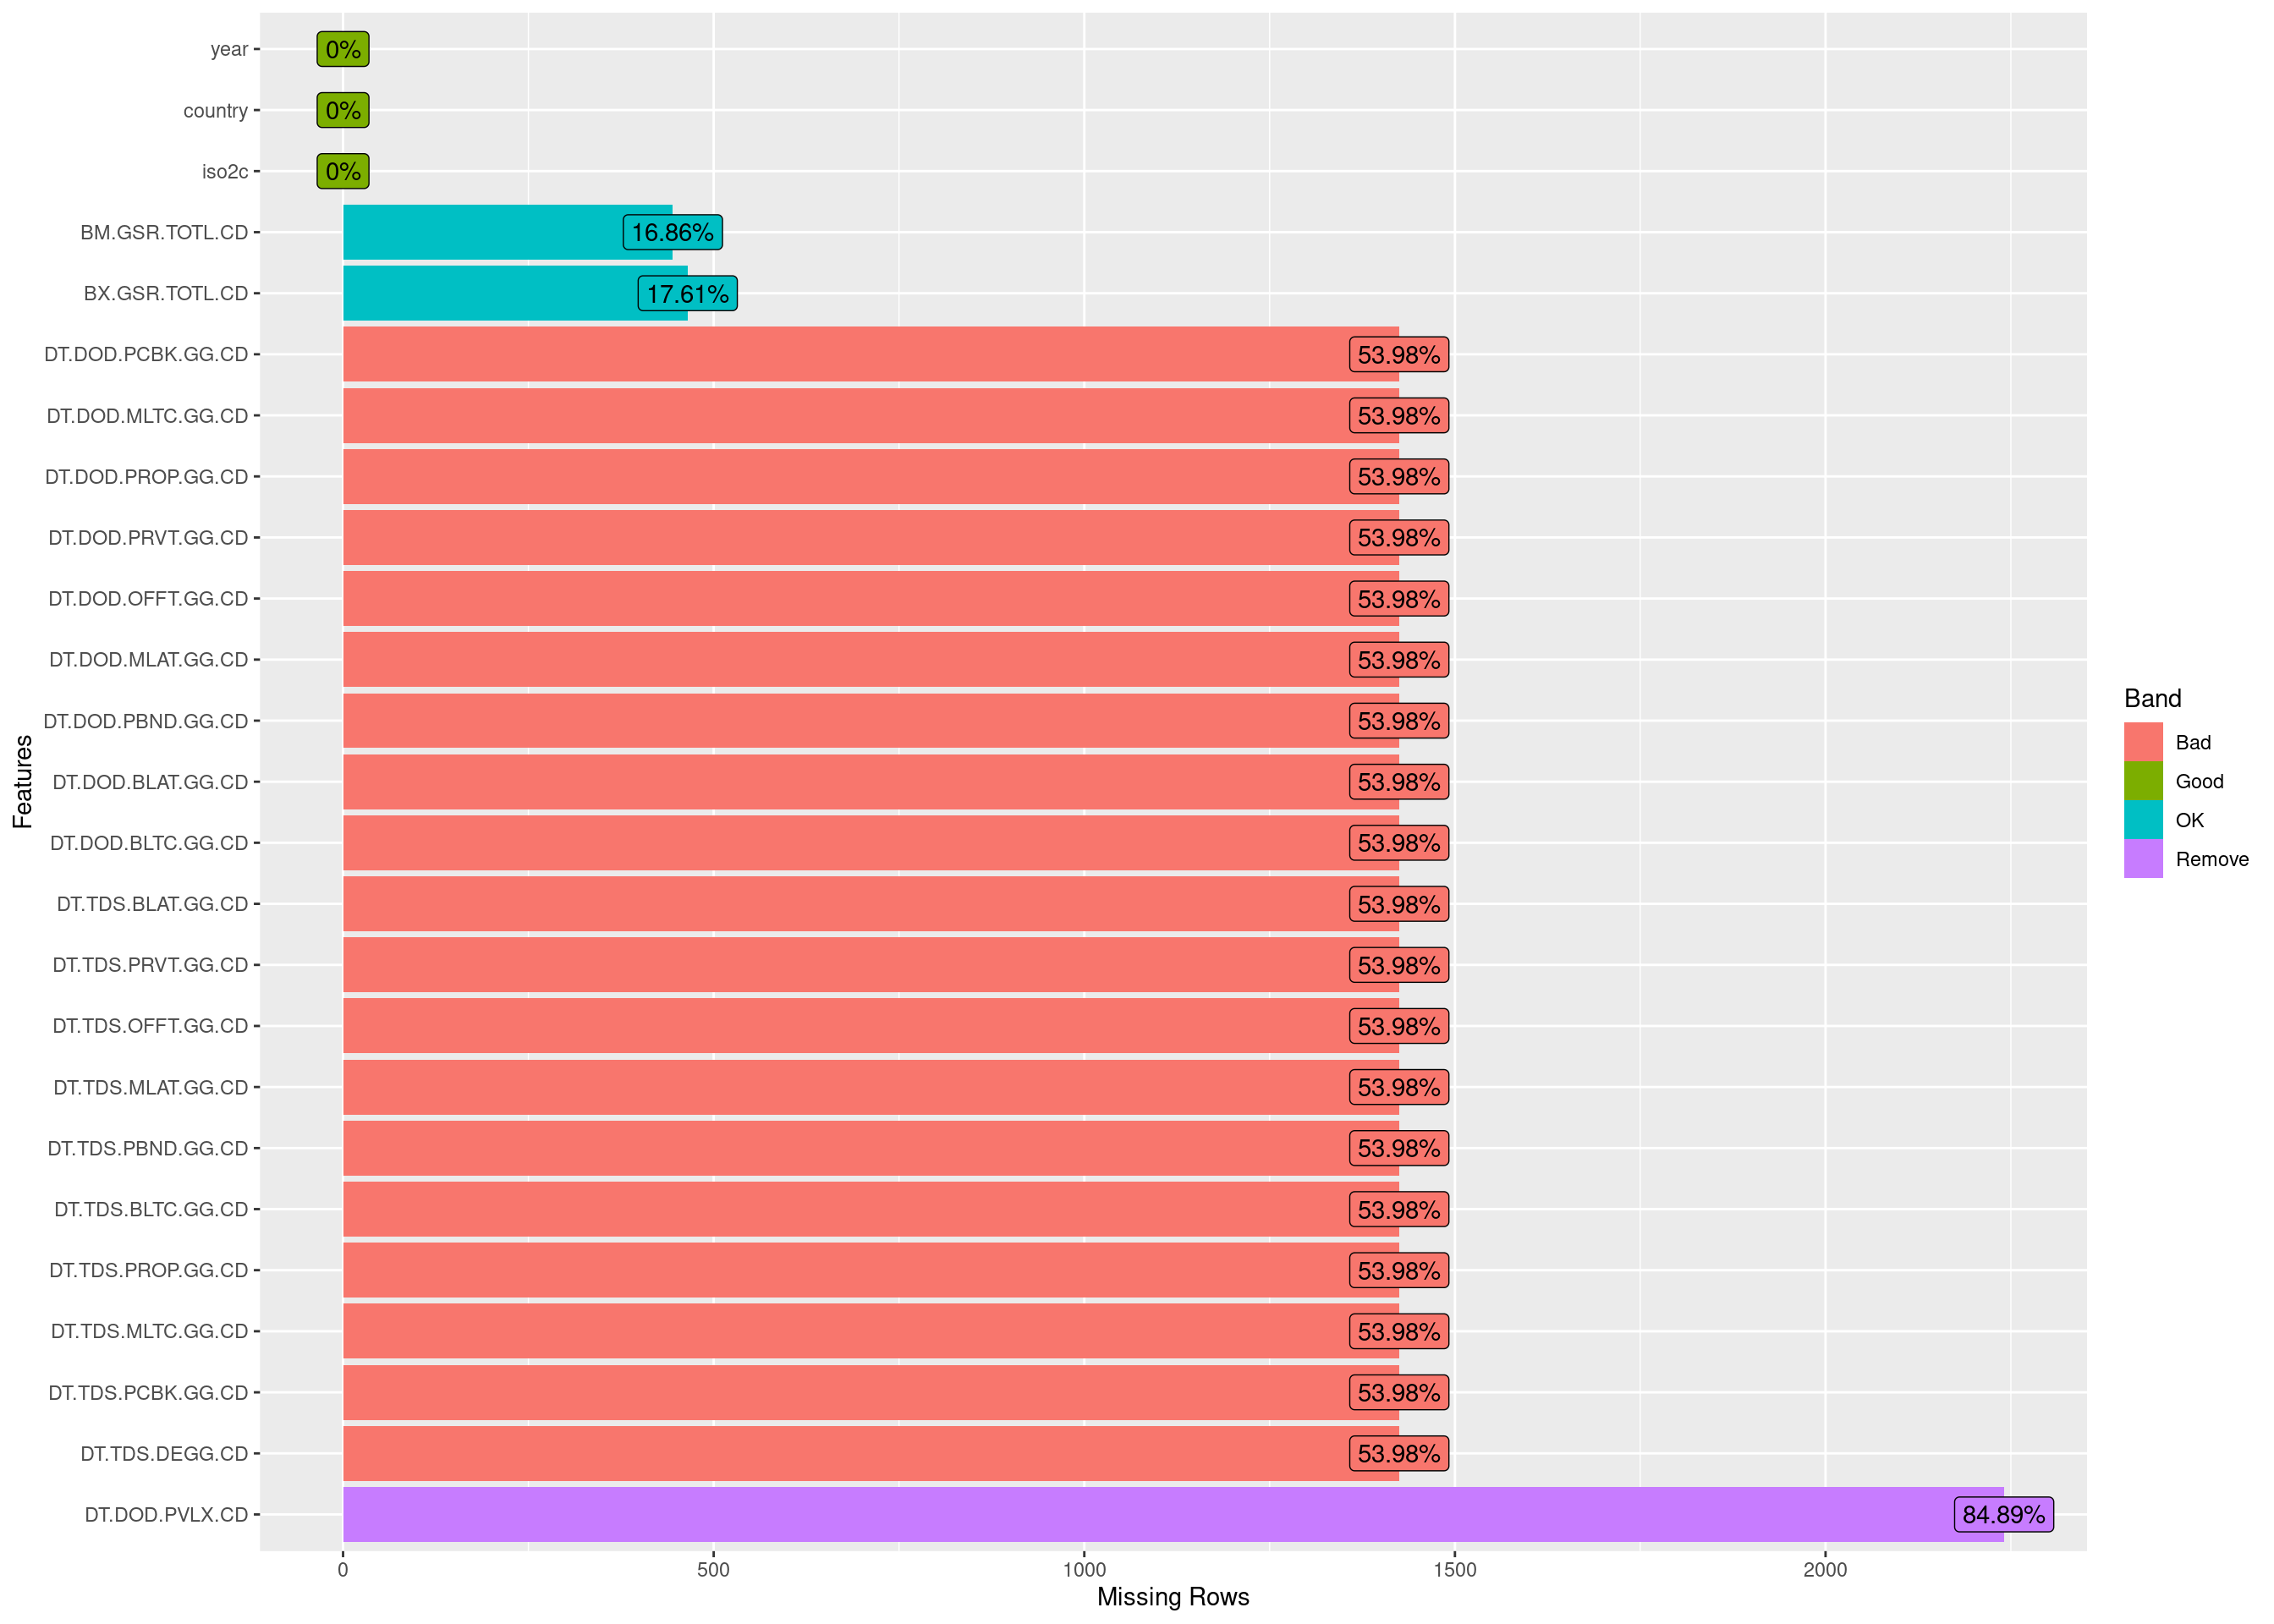 year 0%
country 0%
iso2c 0%
BM.GSR.TOTL.CD 16.86%
BX.GSR.TOTL.CD 17.61%
DT.DOD.PCBK.GG.CD 53.98%
DT.DOD.MLTC.GG.CD 53.98%
DT.DOD.PROP.GG.CD 53.98%
DT.DOD.PRVT.GG.CD 53.98%
DT.DOD.OFFT.GG.CD 53.98%
DT.DOD.MLAT.GG.CD 53.98%
DT.DOD.PBND.GG.CD 53.98%
DT.DOD.BLAT.GG.CD 53.98%
DT.DOD.BLTC.GG.CD 53.98%
DT.TDS.BLAT.GG.CD 53.98%
DT.TDS.PRVT.GG.CD 53.98%
DT.TDS.OFFT.GG.CD 53.98%
DT.TDS.MLAT.GG.CD 53.98%
DT.TDS.PBND.GG.CD 53.98%
DT.TDS.BLTC.GG.CD 53.98%
DT.TDS.PROP.GG.CD 53.98%
DT.TDS.MLTC.GG.CD 53.98%
DT.TDS.PCBK.GG.CD 53.98%
DT.TDS.DEGG.CD 53.98%
DT.DOD.PVLX.CD 84.89%
0 500 1000 1500 2000
Missing Rows
Features
Band
Bad
Good
OK
Remove